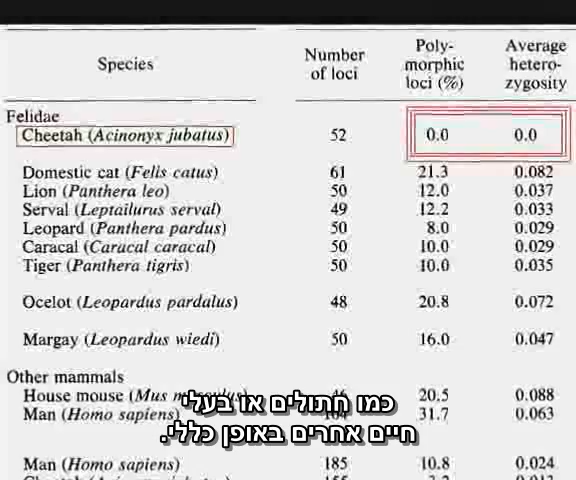 Species Number of loci Poly-morphic loci (%) Average hetero-zygosity
Felidae
Cheetah (Acinonyx jubatus) 52 0.0 0.0
Domestic cat (Felis catus) 61 21.3 0.082
Lion (Panthera leo) 50 12.0 0.037
Serval (Leptailurus serval) 49 12.2 0.033
Leopard (Panthera pardus) 50 8.0 0.029
Caracal (Caracal caracal) 50 10.0 0.029
Tiger (Panthera tigris) 50 10.0 0.035
Ocelot (Leopardus pardalus) 48 20.8 0.072
Margay (Leopardus wiedi) 50 16.0 0.047
Other mammals
House mouse (Mus 20.5 0.088
Man (Homo sapiens) 31.7 0.063
כמו חתולים או בעלי
חיים אחרים באופן כללי.
Man (Homo sapiens) 185 10.8 0.024